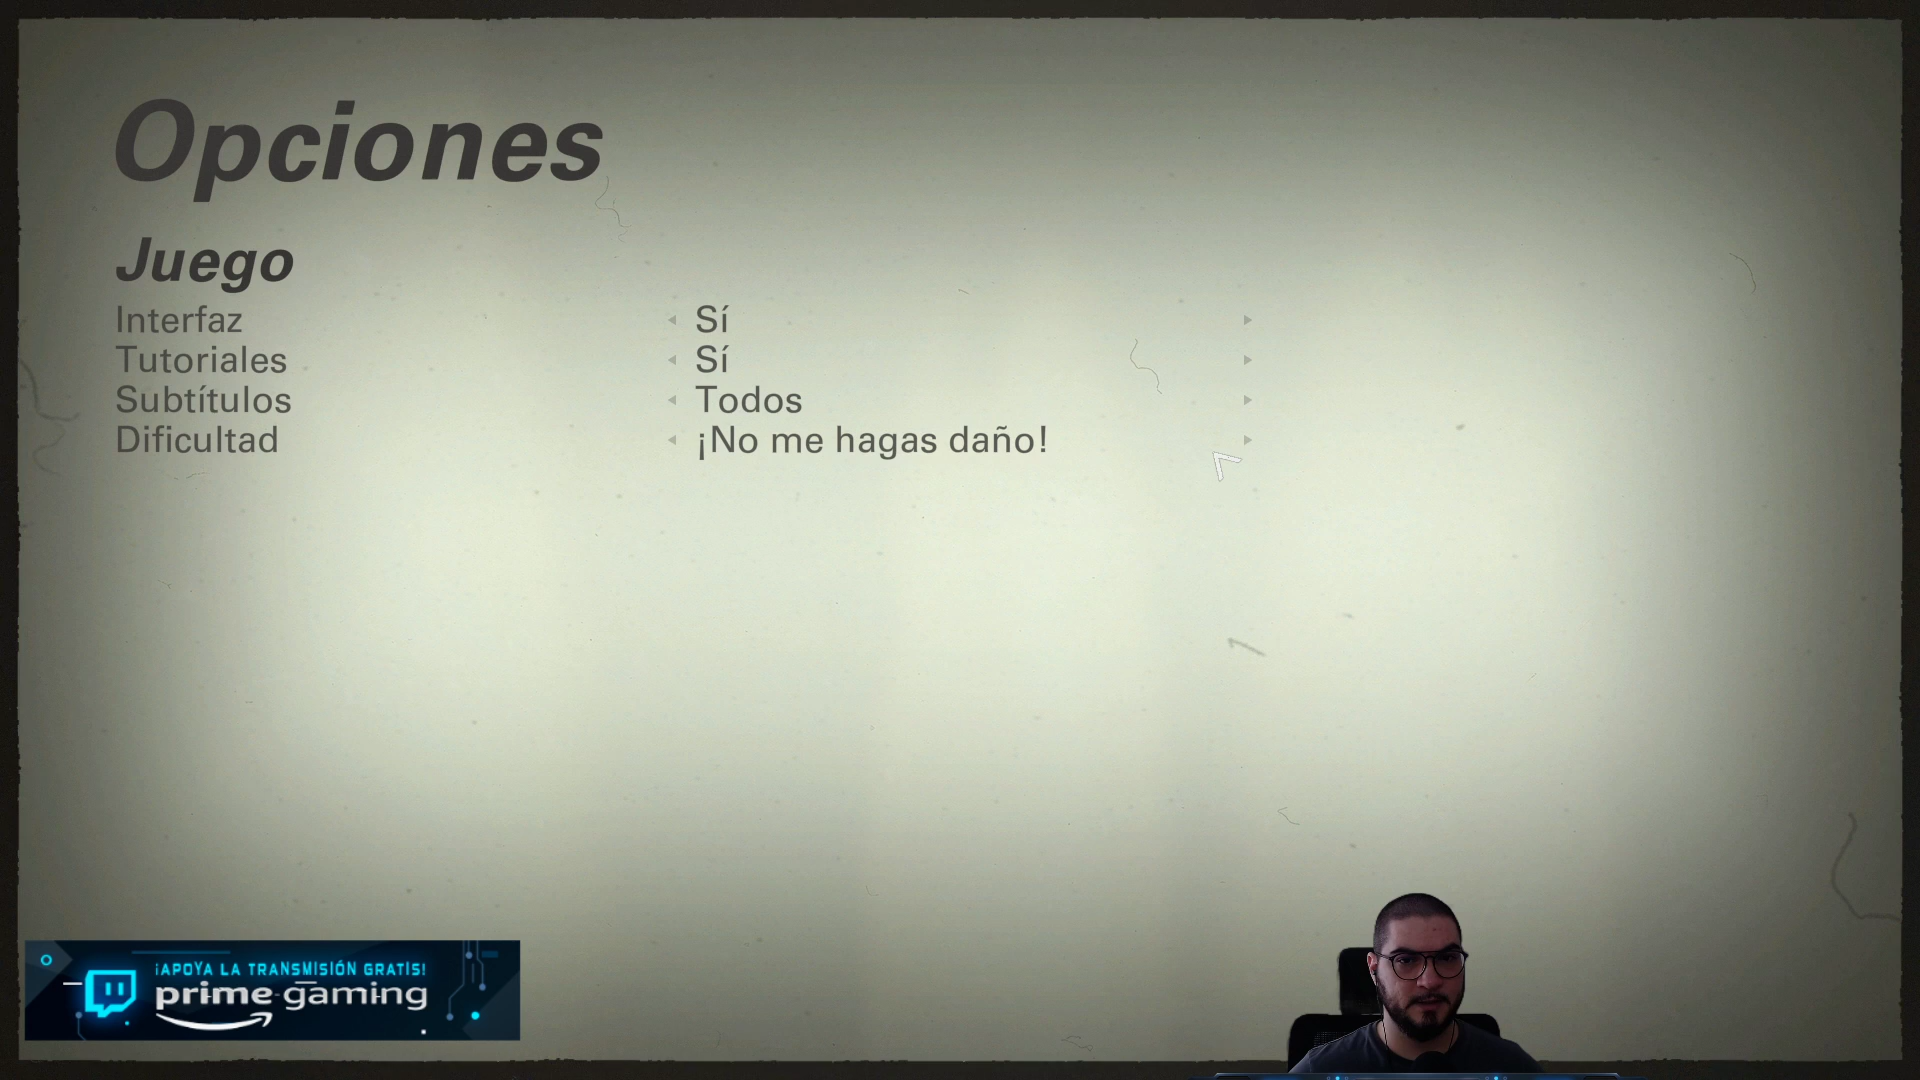 Opciones
Juego
Interfaz Sí
Tutoriales Sí
Subtítulos Todos
Dificultad ¡No me hagas daño!
¡APOYA LA TRANSMISIÓN GRATIS!
prime gaming